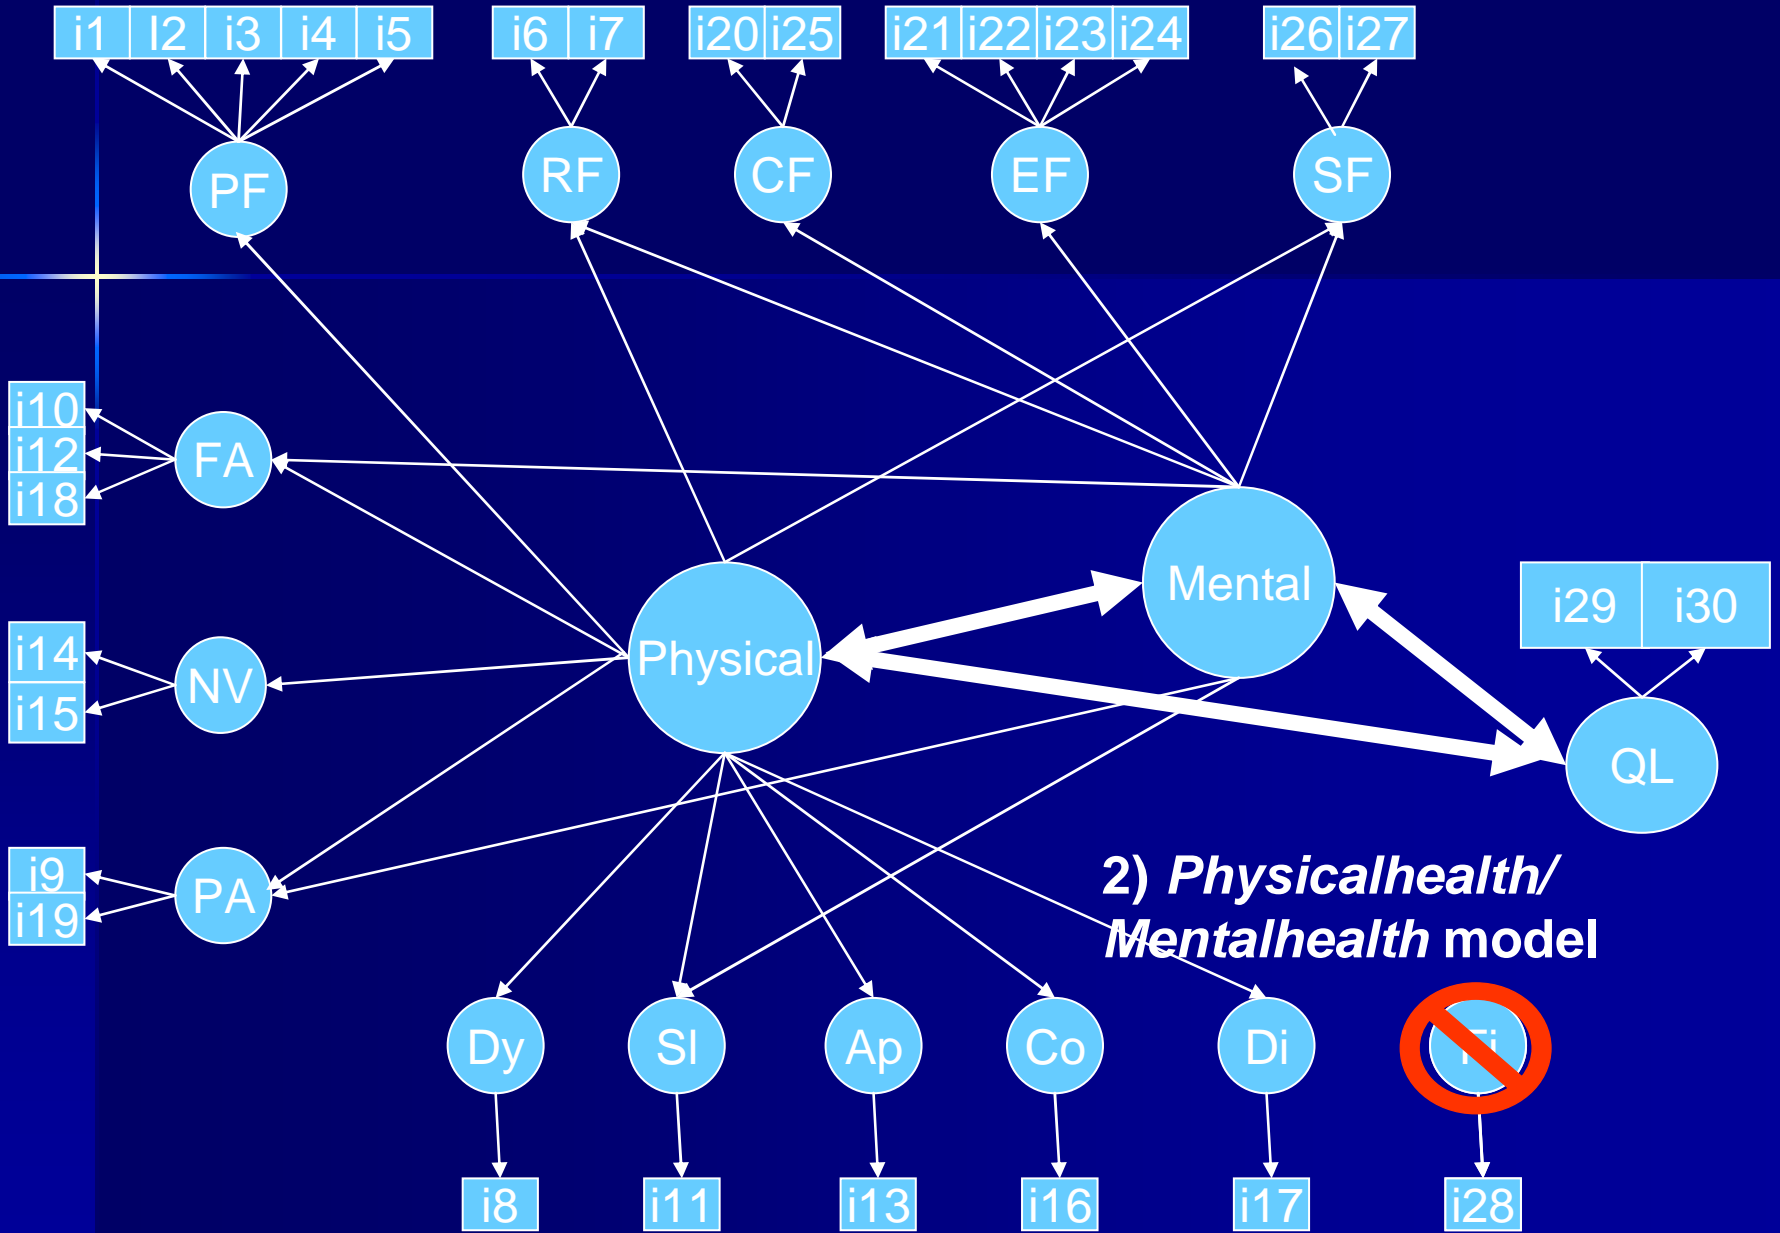 i1 I2 i3 i4 i5 i6 i7 i20 i25 i21 i22 i23 i24 i26 i27
PF RF CF EF SF
i10
i12 FA
i18
Mental
i29 i30
i14
Physical
NV
i15
QL
i9
PA
i19
2) Physicalhealth/
Mentalhealth model
Dy Sl Ap Co Di Fi
i8 i11 i13 i16 i17 i28